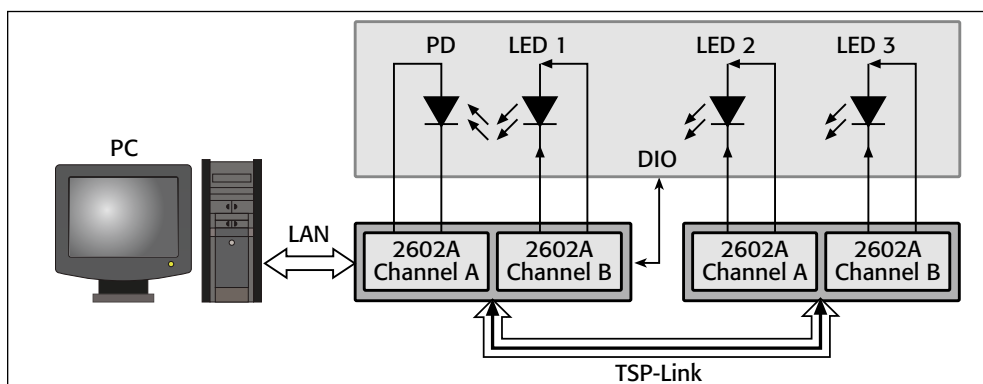 PD
LED 1
LED 2
LED 3
PC
DIO
LAN
2602A
Channel A
2602A
Channel B
2602A
Channel A
2602A
Channel B
TSP-Link